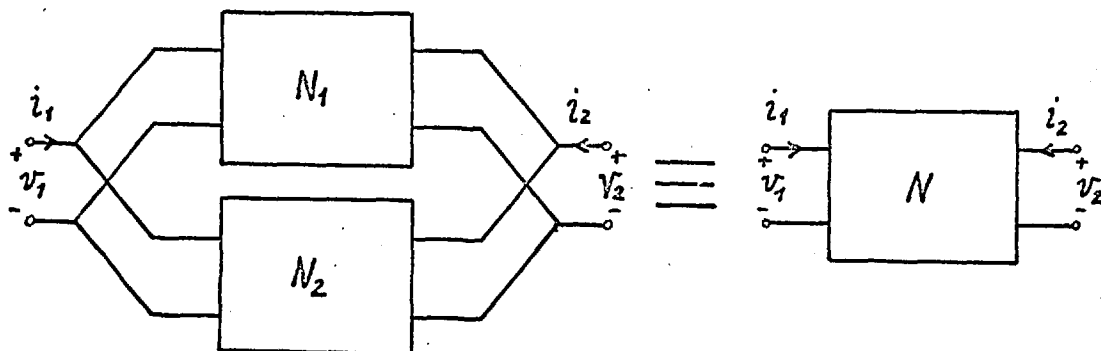 N₁
i₁
i₂
+
+
v₁
v₂
-
-
N₂
i₁
i₂
+
+
v₁
N
v₂
-
-